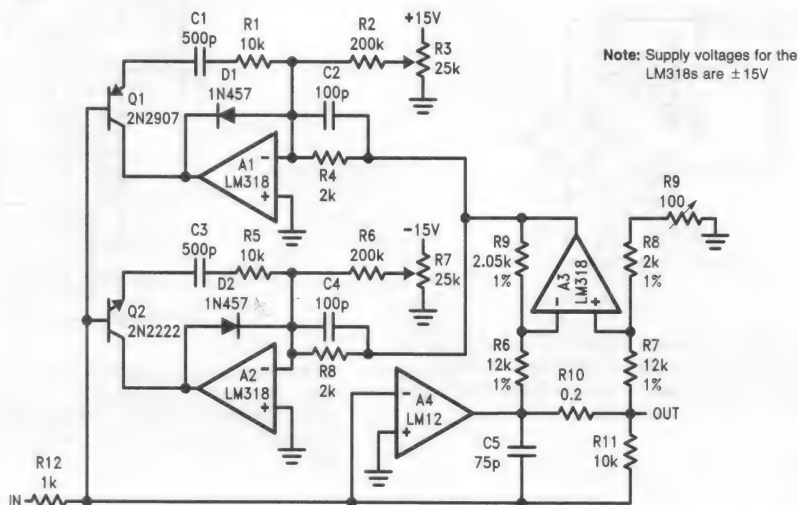 C1
500p
R1
10k
R2
200k
+15V
R3
25k
D1
1N457
C2
100p
Q1
2N2907
A1
LM318
-
+
R4
2k
Note: Supply voltages for the
LM318s are ±15V
C3
500p
R5
10k
R6
200k
-15V
R7
25k
D2
1N457
C4
100p
Q2
2N2222
A2
LM318
-
+
R8
2k
R9
2.05k
1%
A3
LM318
-
+
R9
100
R8
2k
1%
R6
12k
1%
R7
12k
1%
A4
LM12
-
+
R10
0.2
OUT
C5
75p
R11
10k
R12
1k
IN